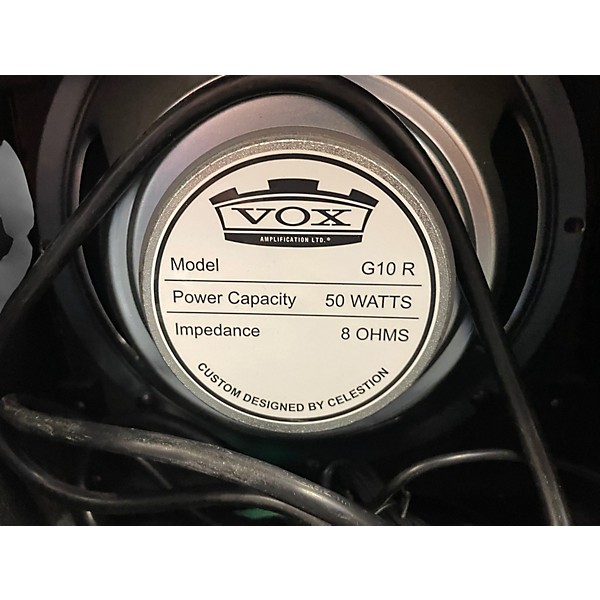 VOX
AMPLIFICATION LTD.®
Model G10 R
Power Capacity 50 WATTS
Impedance 8 OHMS
CUSTOM DESIGNED BY CELESTION